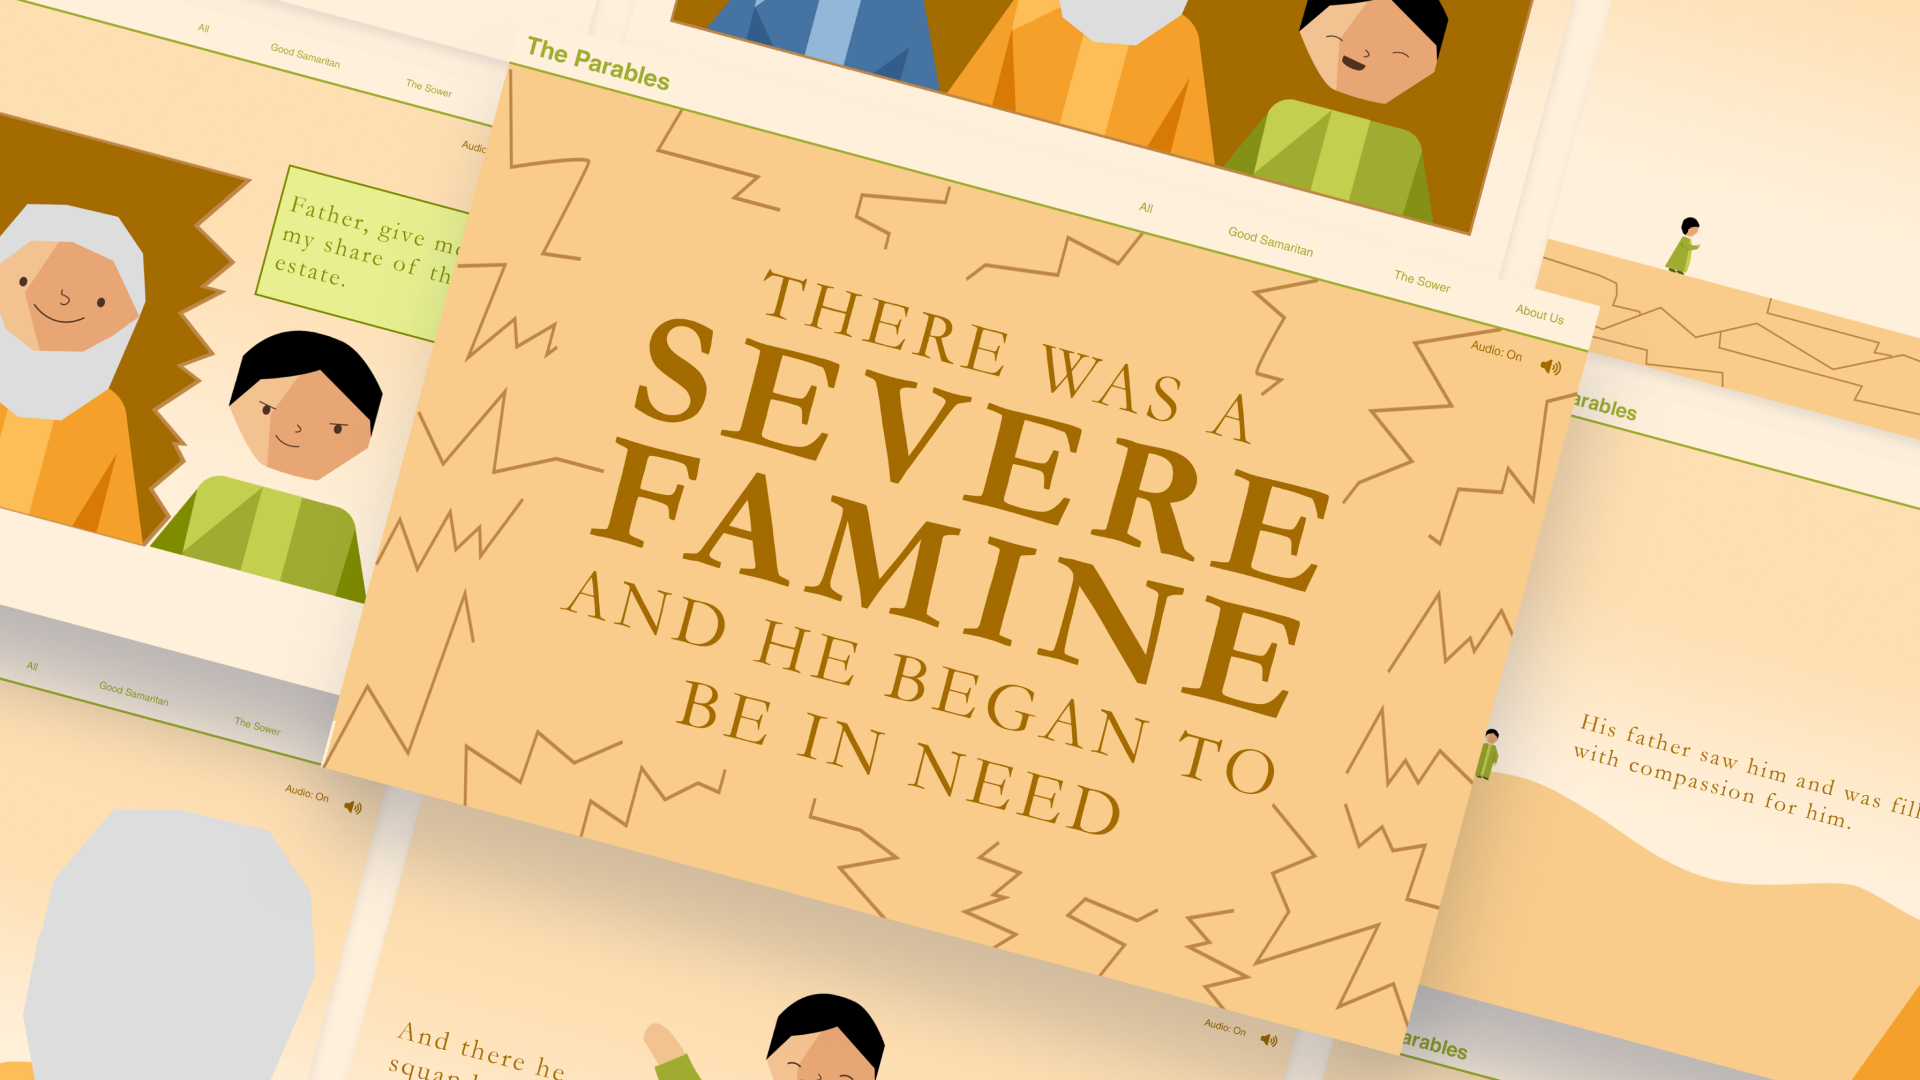 All
Good Samaritan
The Sower
The Parables
Father, give me
my share of th
estate.
All
Good Samaritan
The Sower
About Us
Audio: On
THERE WAS A
SEVERE
FAMINE
AND HE BEGAN TO
BE IN NEED
arables
His father saw him and was fill
with compassion for him.
All
Good Samaritan
The Sower
Audio: On
And there he
Audio: On
arables